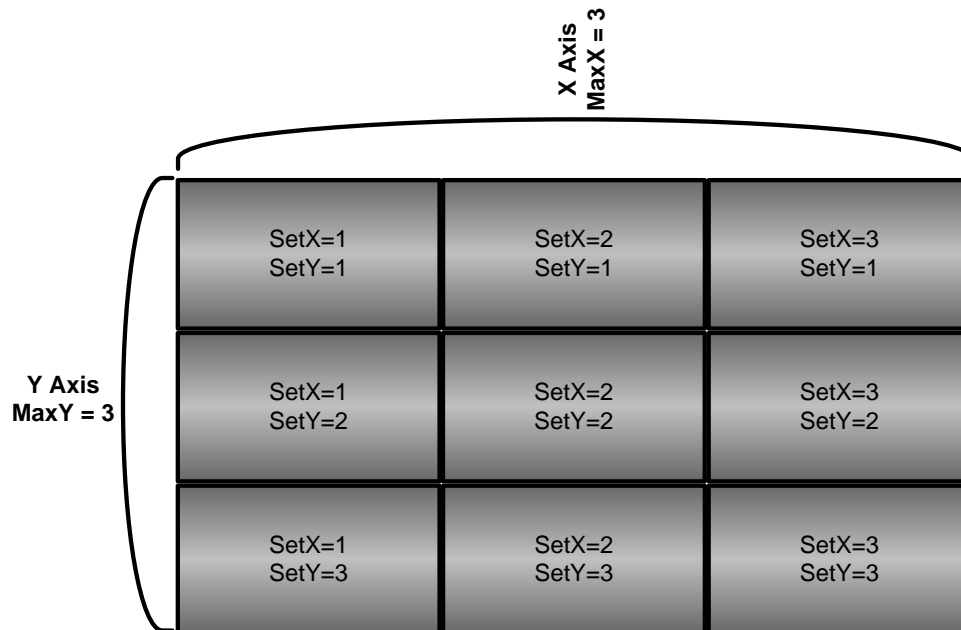 X Axis
MaxX = 3
SetX=1
SetY=1
SetX=2
SetY=1
SetX=3
SetY=1
Y Axis
MaxY = 3
SetX=1
SetY=2
SetX=2
SetY=2
SetX=3
SetY=2
SetX=1
SetY=3
SetX=2
SetY=3
SetX=3
SetY=3